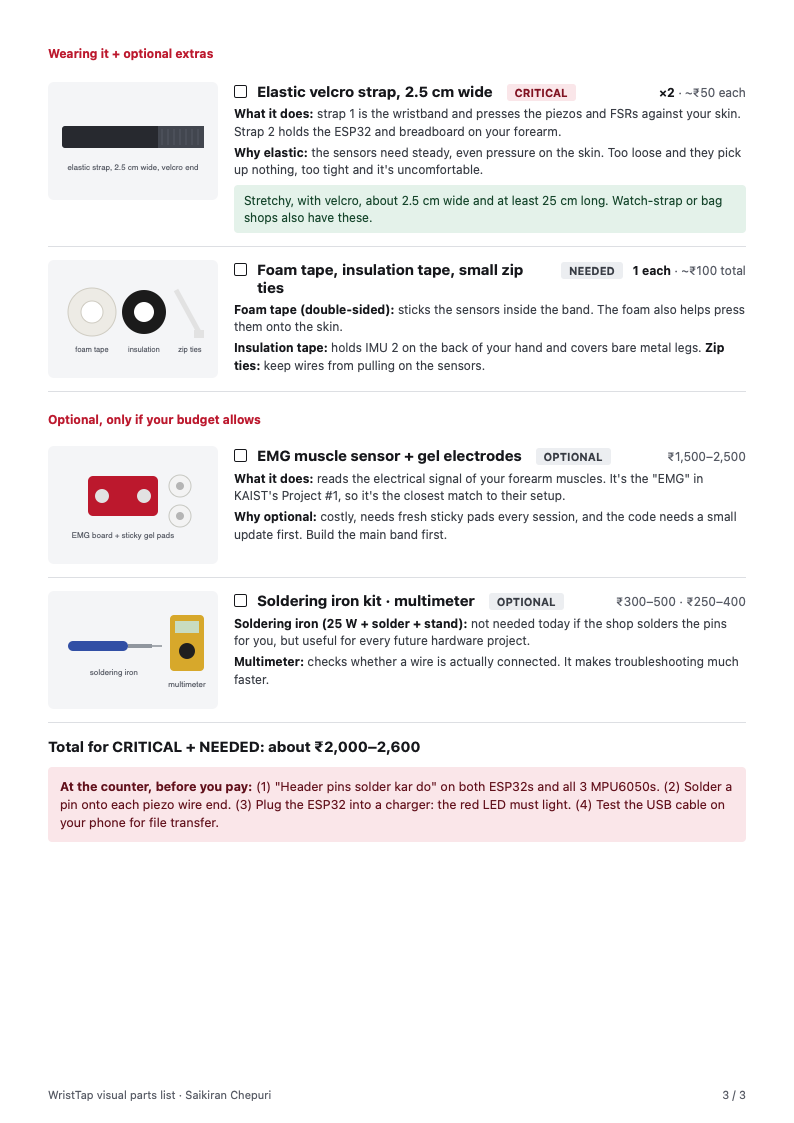 Wearing it + optional extras
elastic strap, 2.5 cm wide, velcro end
Elastic velcro strap, 2.5 cm wide CRITICAL ×2 · ~₹50 each
What it does: strap 1 is the wristband and presses the piezos and FSRs against your skin.
Strap 2 holds the ESP32 and breadboard on your forearm.
Why elastic: the sensors need steady, even pressure on the skin. Too loose and they pick
up nothing, too tight and it's uncomfortable.
Stretchy, with velcro, about 2.5 cm wide and at least 25 cm long. Watch-strap or bag
shops also have these.
foam tape insulation zip ties
Foam tape, insulation tape, small zip NEEDED 1 each · ~₹100 total
ties
Foam tape (double-sided): sticks the sensors inside the band. The foam also helps press
them onto the skin.
Insulation tape: holds IMU 2 on the back of your hand and covers bare metal legs. Zip
ties: keep wires from pulling on the sensors.
Optional, only if your budget allows
EMG board + sticky gel pads
EMG muscle sensor + gel electrodes OPTIONAL ₹1,500–2,500
What it does: reads the electrical signal of your forearm muscles. It's the "EMG" in
KAIST's Project #1, so it's the closest match to their setup.
Why optional: costly, needs fresh sticky pads every session, and the code needs a small
update first. Build the main band first.
soldering iron
multimeter
Soldering iron kit · multimeter OPTIONAL ₹300–500 · ₹250–400
Soldering iron (25 W + solder + stand): not needed today if the shop solders the pins
for you, but useful for every future hardware project.
Multimeter: checks whether a wire is actually connected. It makes troubleshooting much
faster.
Total for CRITICAL + NEEDED: about ₹2,000–2,600
At the counter, before you pay: (1) "Header pins solder kar do" on both ESP32s and all 3 MPU6050s. (2) Solder a
pin onto each piezo wire end. (3) Plug the ESP32 into a charger: the red LED must light. (4) Test the USB cable on
your phone for file transfer.
WristTap visual parts list · Saikiran Chepuri 3 / 3